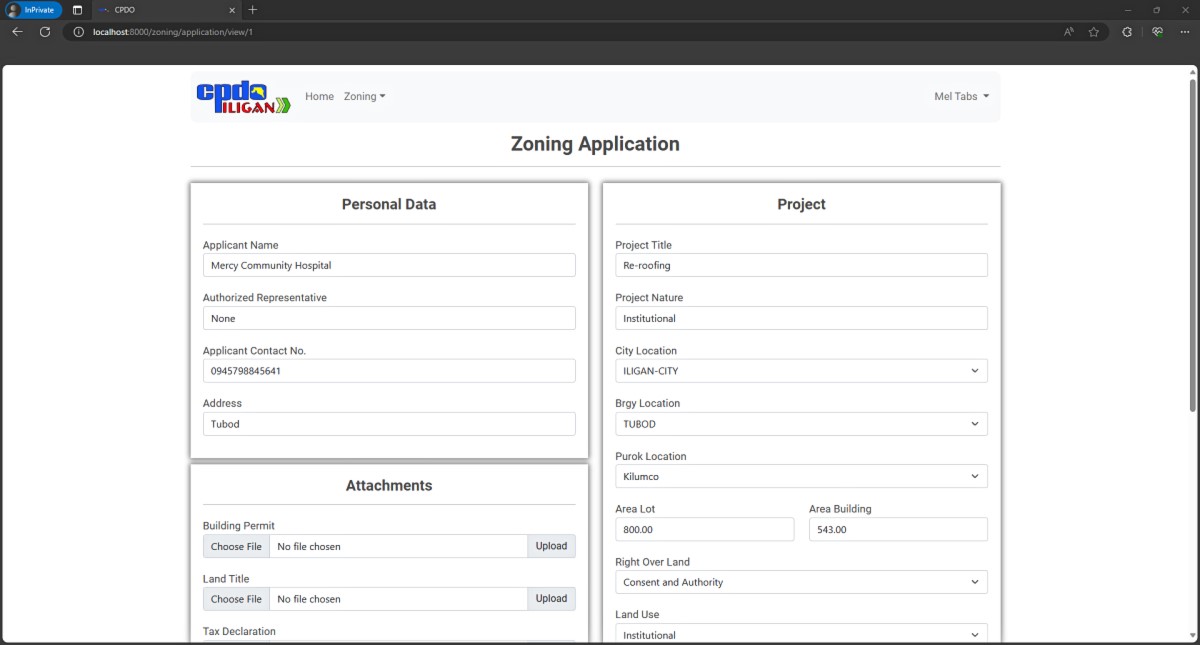 InPrivate
CPDO
localhost:8000/zoning/application/view/1
cpdo
ILIGAN
Home
Zoning
Mel Tabs
Zoning Application
Personal Data
Applicant Name
Mercy Community Hospital
Authorized Representative
None
Applicant Contact No.
0945798845641
Address
Tubod
Attachments
Building Permit
Choose File No file chosen Upload
Land Title
Choose File No file chosen Upload
Tax Declaration
Project
Project Title
Re-roofing
Project Nature
Institutional
City Location
ILIGAN-CITY
Brgy Location
TUBOD
Purok Location
Kilumco
Area Lot Area Building
800.00 543.00
Right Over Land
Consent and Authority
Land Use
Institutional